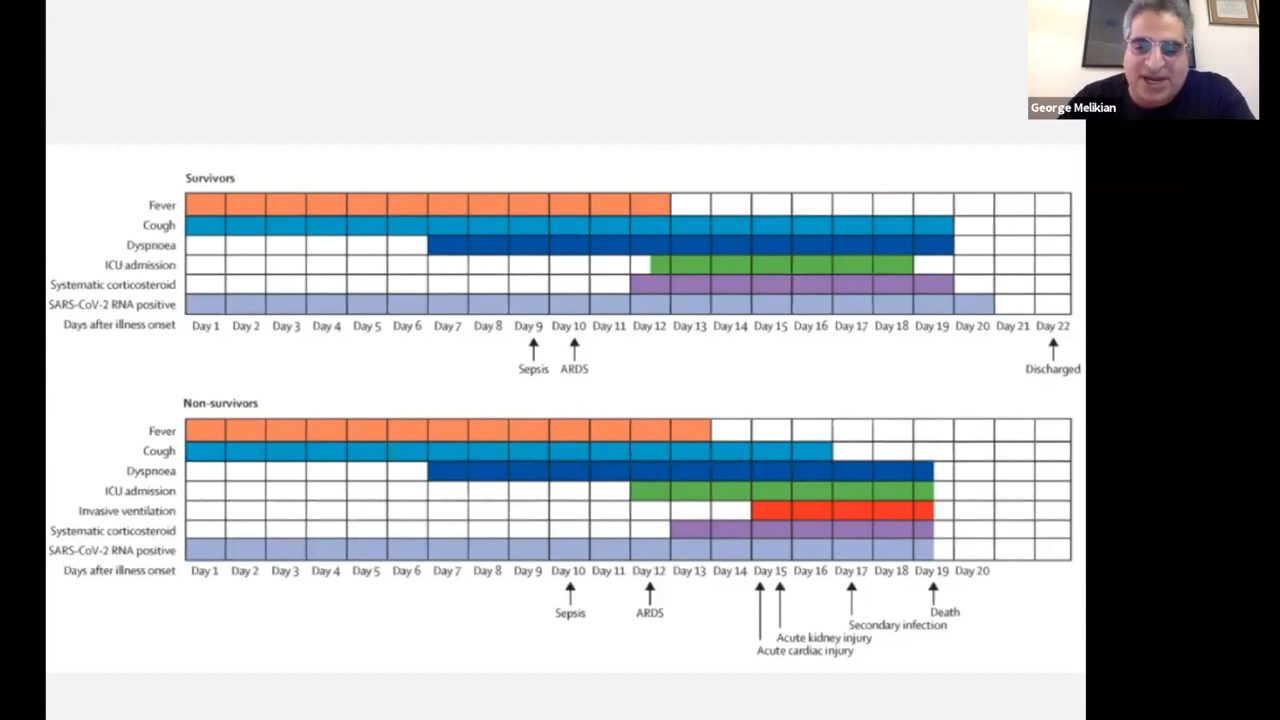 George Melikian
Survivors
Fever
Cough
Dyspnoea
ICU admission
Systematic corticosteroid
SARS-CoV-2 RNA positive
Days after illness onset Day 1 Day 2 Day 3 Day 4 Day 5 Day 6 Day 7 Day 8 Day 9 Day 10 Day 11 Day 12 Day 13 Day 14 Day 15 Day 16 Day 17 Day 18 Day 19 Day 20 Day 21 Day 22
Sepsis ARDS Discharged
Non-survivors
Fever
Cough
Dyspnoea
ICU admission
Invasive ventilation
Systematic corticosteroid
SARS-CoV-2 RNA positive
Days after illness onset Day 1 Day 2 Day 3 Day 4 Day 5 Day 6 Day 7 Day 8 Day 9 Day 10 Day 11 Day 12 Day 13 Day 14 Day 15 Day 16 Day 17 Day 18 Day 19 Day 20
Sepsis ARDS Death
Secondary infection
Acute kidney injury
Acute cardiac injury